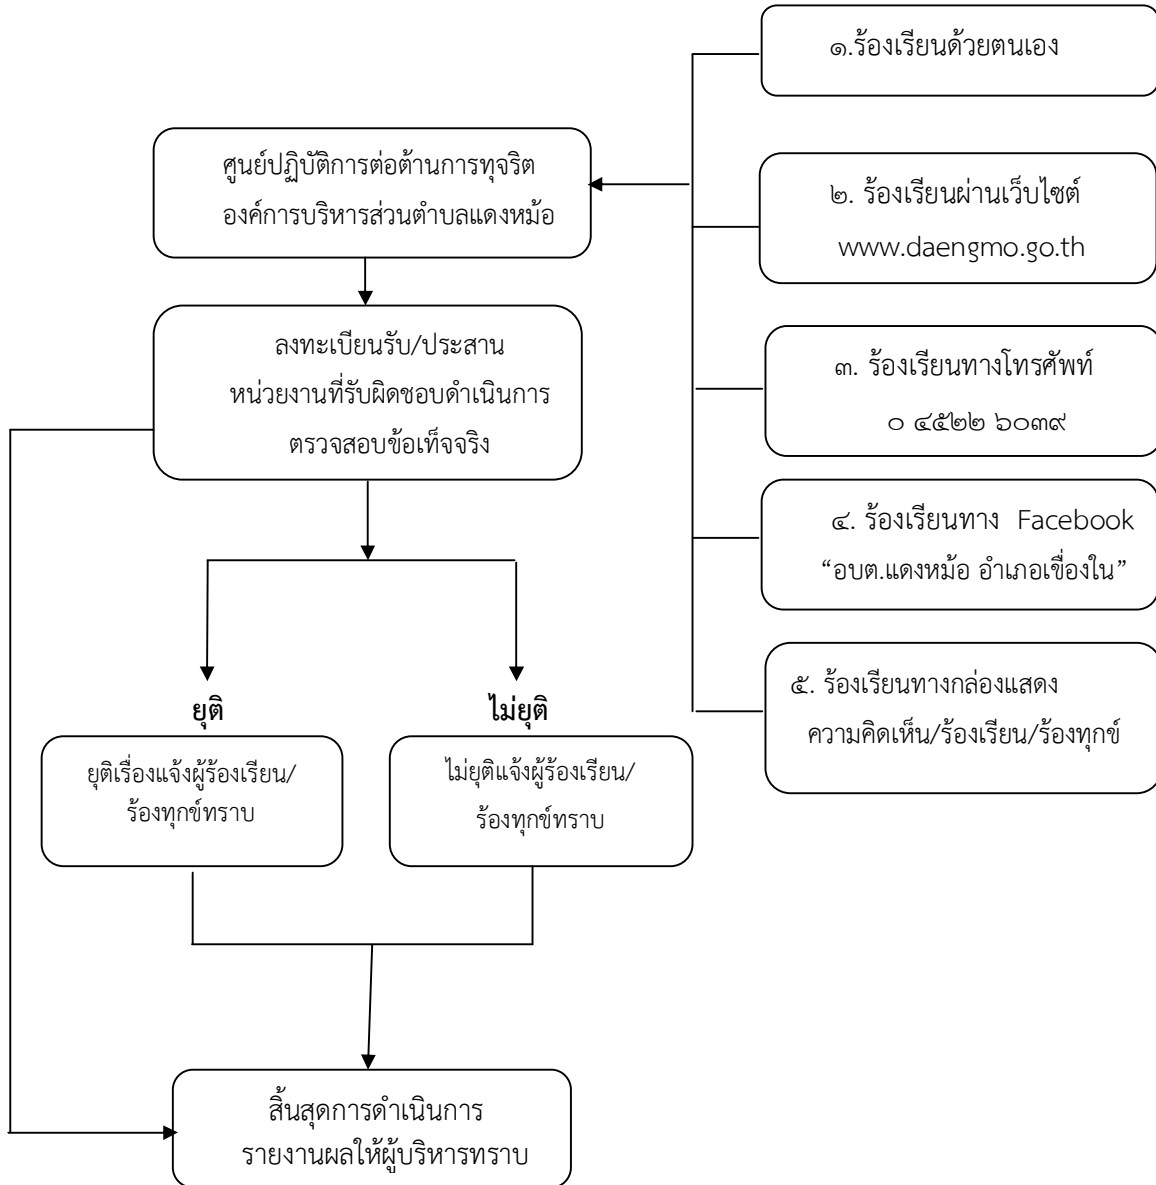 ๑.ร้องเรียนด้วยตนเอง
ศูนย์ปฏิบัติการต่อต้านการทุจริต
องค์การบริหารส่วนตำบลแดงหม้อ
๒. ร้องเรียนผ่านเว็บไซต์
www.daengmo.go.th
ลงทะเบียนรับ/ประสาน
หน่วยงานที่รับผิดชอบดำเนินการ
ตรวจสอบข้อเท็จจริง
๓. ร้องเรียนทางโทรศัพท์
๐ ๔๕๒๒ ๖๐๓๙
๔. ร้องเรียนทาง Facebook
“อบต.แดงหม้อ อำเภอเขื่องใน”
๕. ร้องเรียนทางกล่องแสดง
ความคิดเห็น/ร้องเรียน/ร้องทุกข์
ยุติ
ยุติเรื่องแจ้งผู้ร้องเรียน/
ร้องทุกข์ทราบ
ไม่ยุติ
ไม่ยุติแจ้งผู้ร้องเรียน/
ร้องทุกข์ทราบ
สิ้นสุดการดำเนินการ
รายงานผลให้ผู้บริหารทราบ